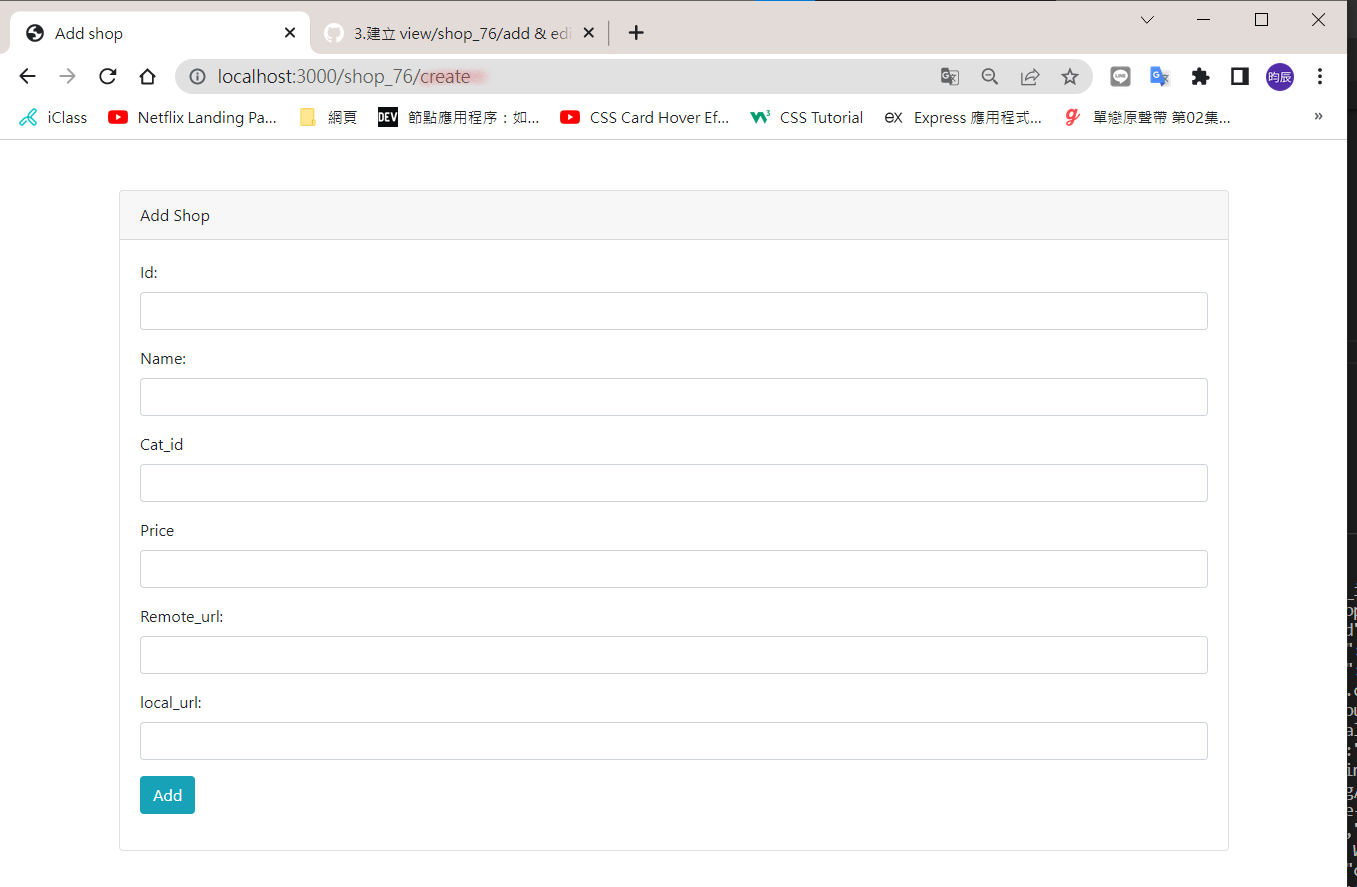 Add shop
3.建立 view/shop_76/add & edi
localhost:3000/shop_76/create
昀辰
iClass
Netflix Landing Pa...
網頁
DEV
節點應用程序：如...
CSS Card Hover Ef...
CSS Tutorial
ex
Express 應用程式...
單戀原聲帶 第02集...
»
Add Shop
Id:
Name:
Cat_id
Price
Remote_url:
local_url:
Add